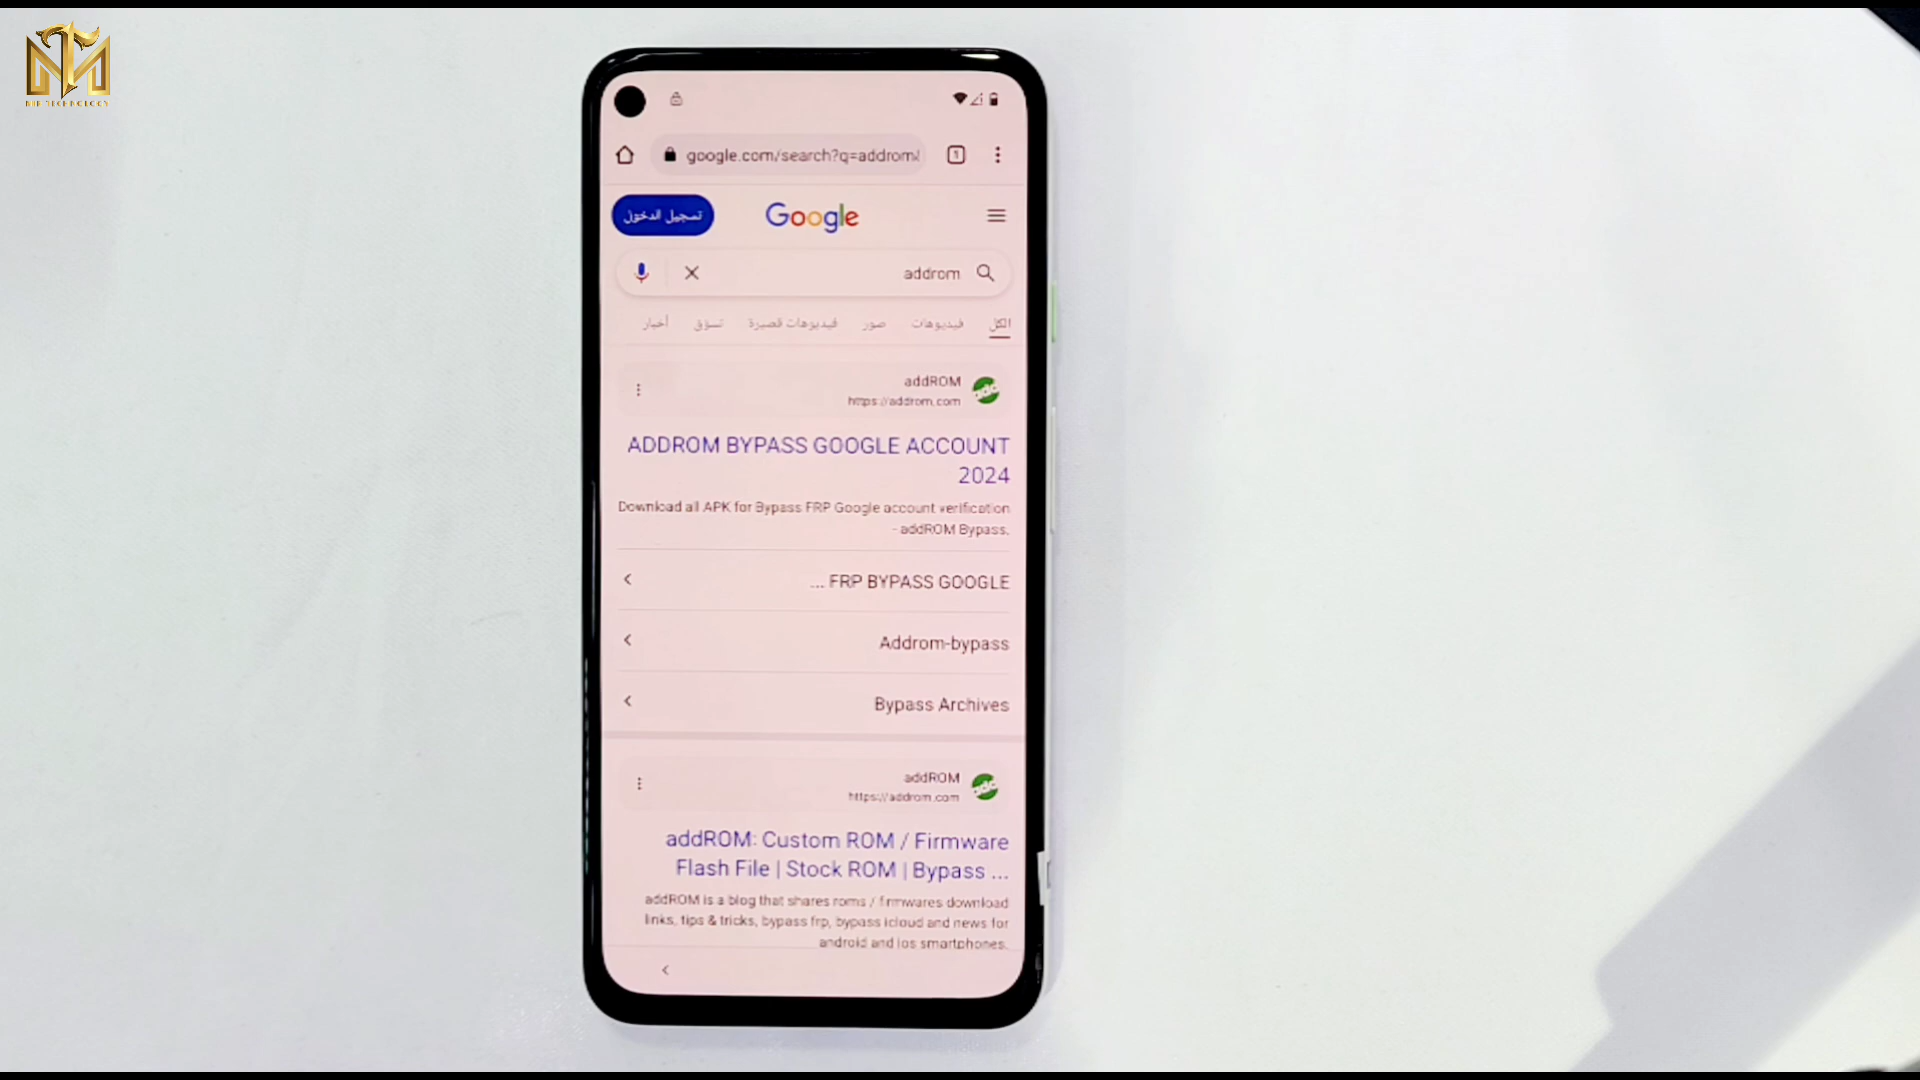 MIR TECHNOLOGY
google.com/search?q=addrom&
1
تسجيل الدخول
Google
addrom
الكل فيديوهات صور فيديوهات قصيرة تسوّق أخبار
addROM
https://addrom.com
ADDROM BYPASS GOOGLE ACCOUNT
2024
Download all APK for Bypass FRP Google account verification
- addROM Bypass.
... FRP BYPASS GOOGLE
Addrom-bypass
Bypass Archives
addROM
https://addrom.com
addROM: Custom ROM / Firmware
Flash File | Stock ROM | Bypass ...
addROM is a blog that shares roms / firmwares download
links, tips & tricks, bypass frp, bypass icloud and news for
android and ios smartphones.